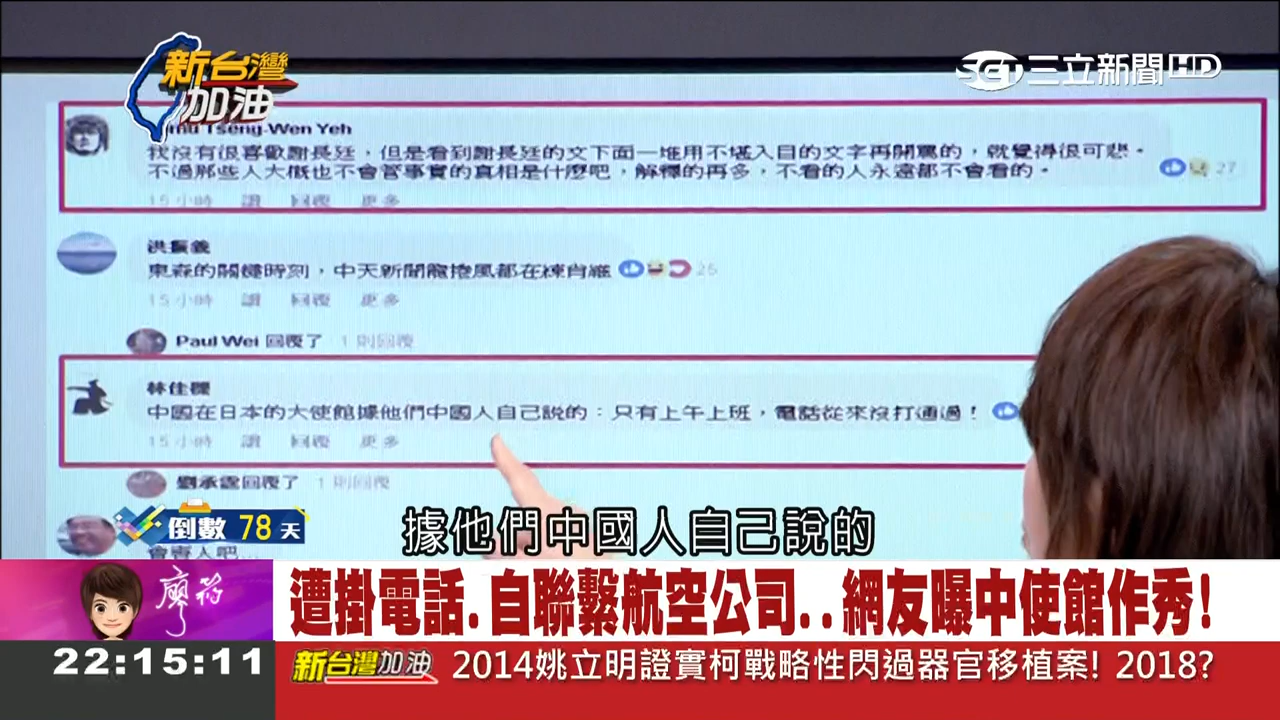 新台灣加油
SET三立新聞HD
Tseng-Wen Yeh
我沒有很喜歡謝長廷，但是看到謝長廷的文下面一堆用不堪入目的文字再開罵的，就覺得很可悲。
不過那些人大概也不會管事實的真相是什麼吧，解釋的再多，不看的人永遠都不會看的。
27
15小時 讚 回覆 更多
洪振義
東森的關鍵時刻，中天新聞龍捲風都在練肖維
25
15小時 讚 回覆 更多
Paul Wei 回覆了 1 則回覆
中國在日本的大使館據他們中國人自己說的：只有上午上班，電話從來沒打通過！
15小時 讚 回覆 更多
劉承霆回覆了 1 則回覆
倒數 78 天
據他們中國人自己說的
遭掛電話.自聯繫航空公司..網友曝中使館作秀!
廖筠
22:15:11
新台灣加油
2014姚立明證實柯戰略性閃過器官移植案! 2018?